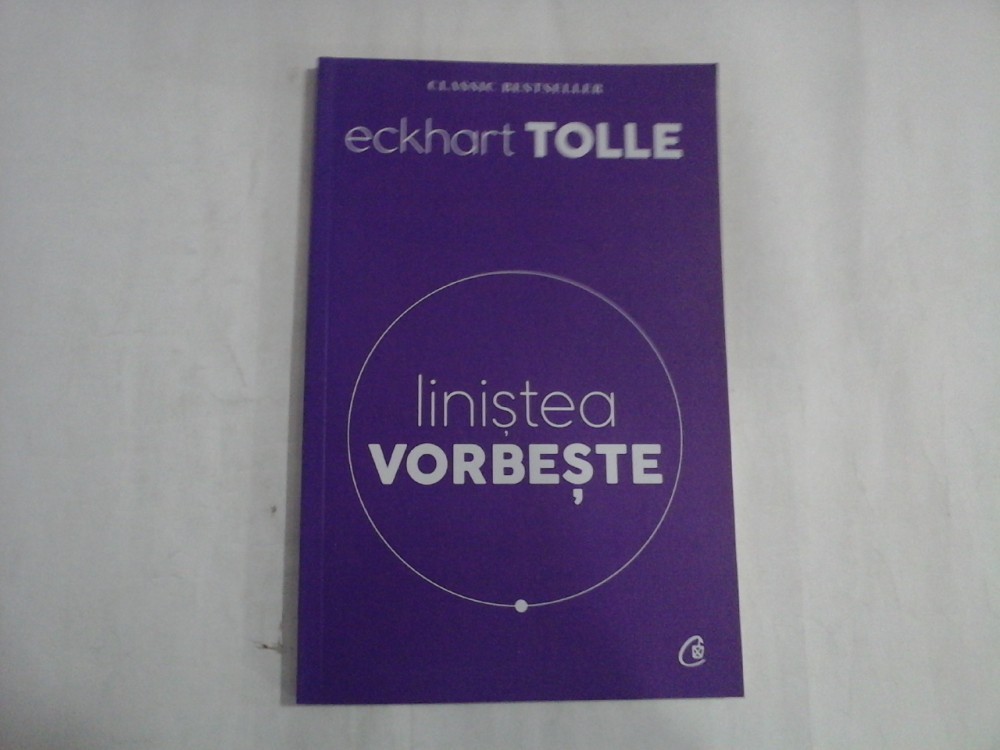 CLASSIC BESTSELLER
eckhart TOLLE
liniștea
VORBEȘTE